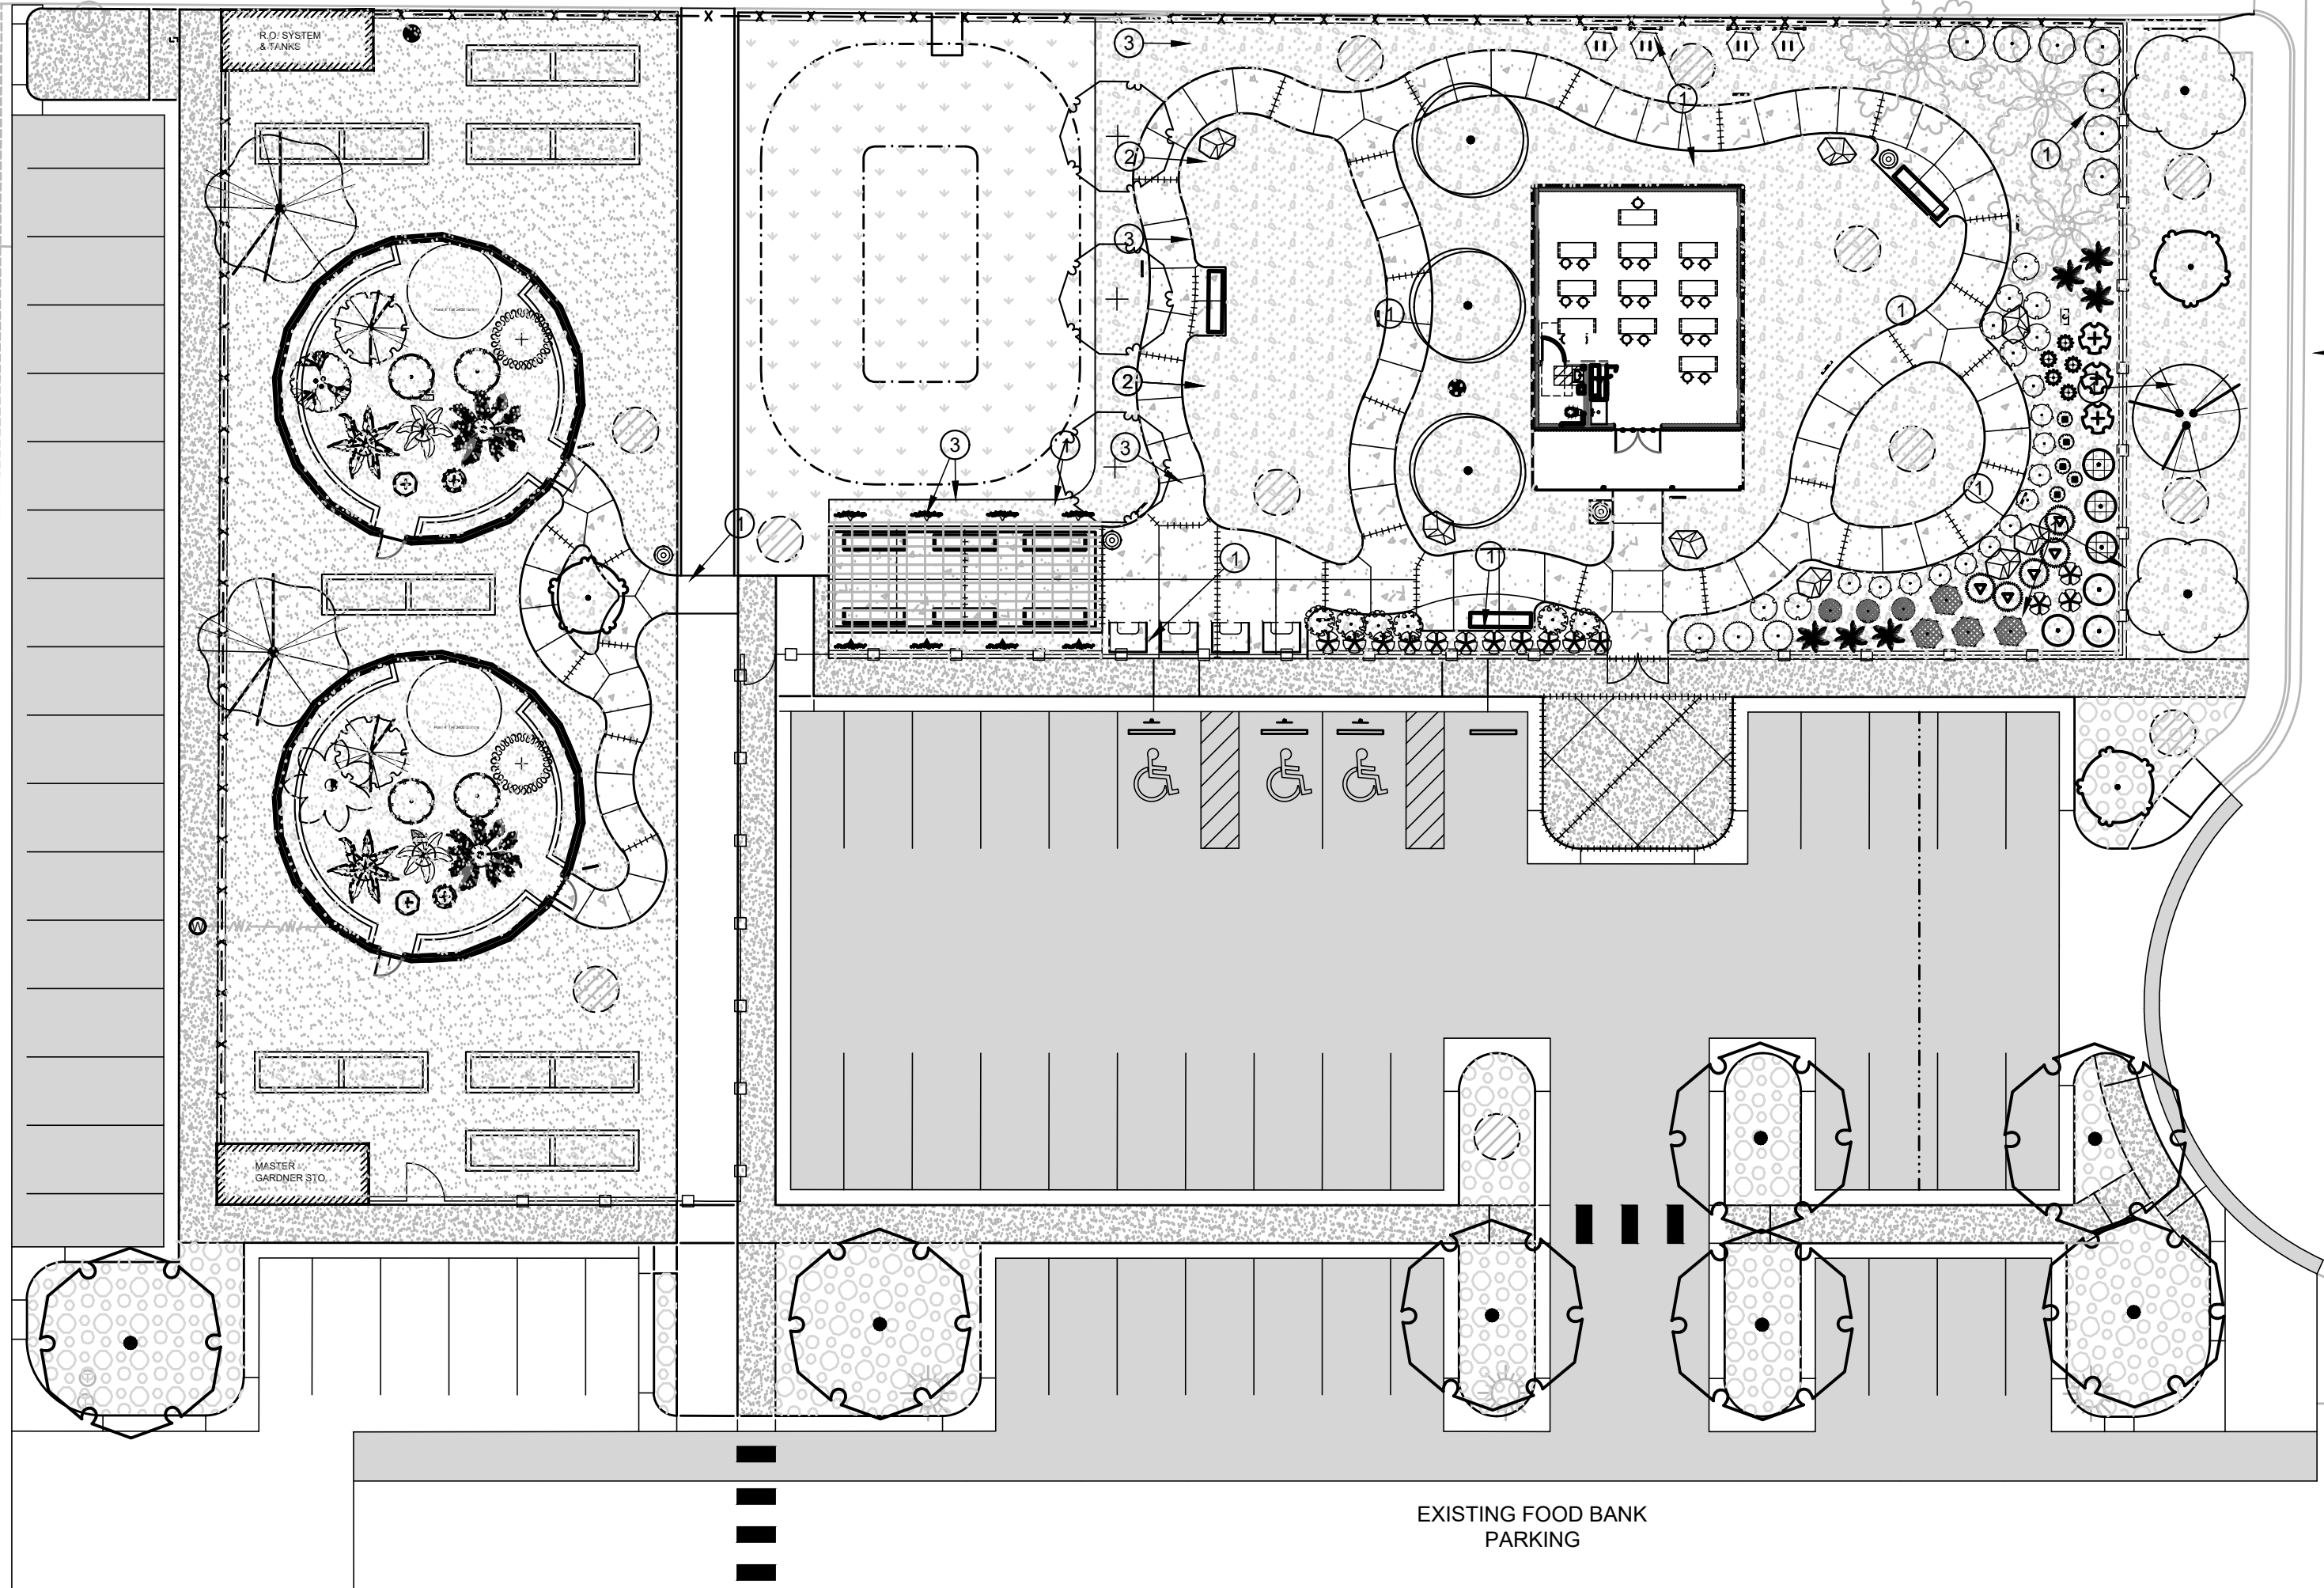 R.O. SYSTEM
& TANKS
3
1
2
1
3
1
1
2
3
1
3
1
1
1
1
W
MASTER
GARDNER STO.
EXISTING FOOD BANK
PARKING